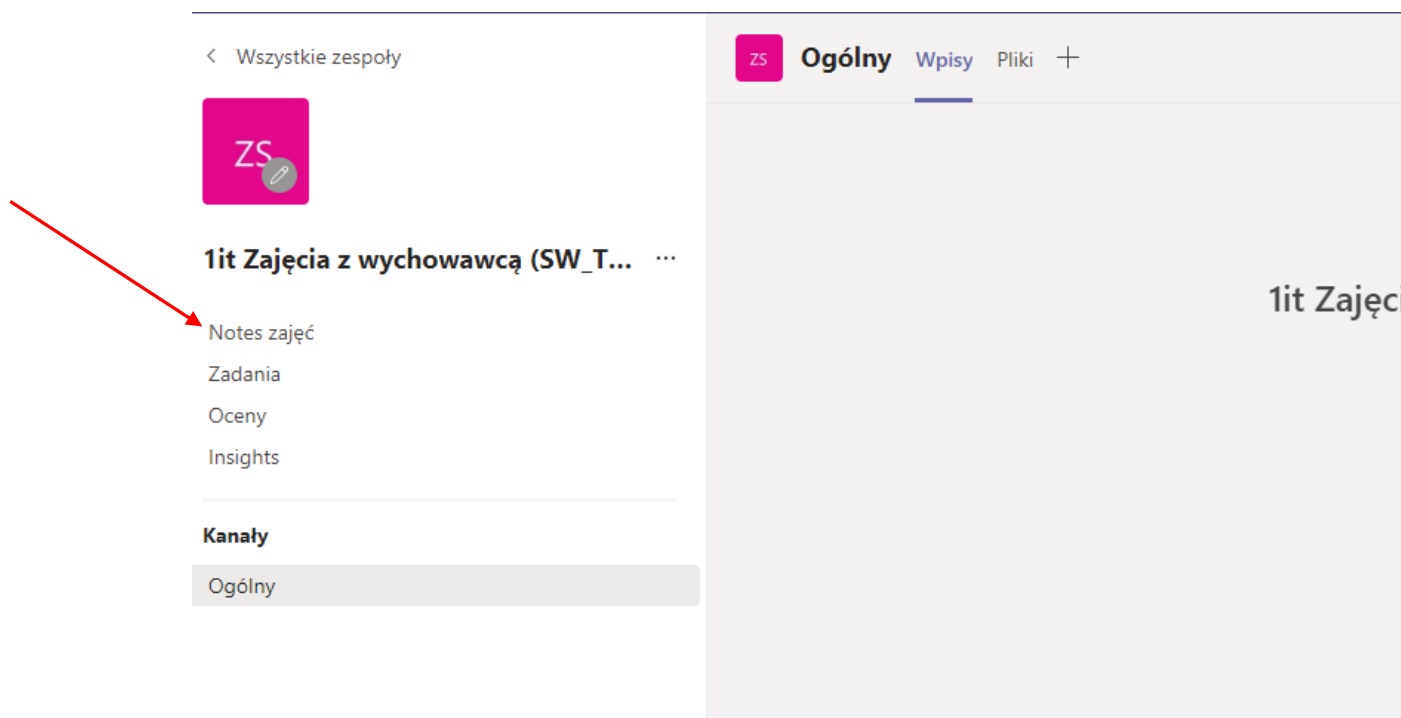 Wszystkie zespoły
ZS
1it Zajęcia z wychowawcą (SW_T... ...
Notes zajęć
Zadania
Oceny
Insights
Kanały
Ogólny
ZS Ogólny Wpisy Pliki +
1it Zajęci